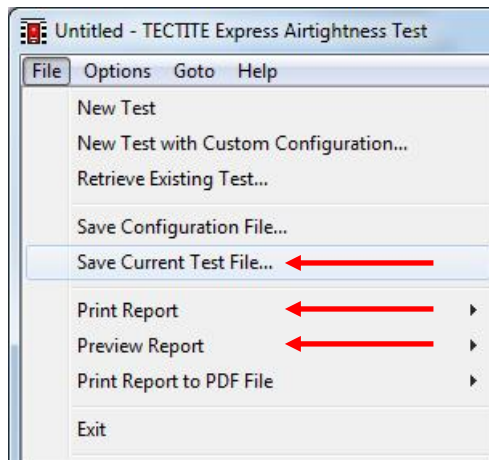 Untitled - TECTITE Express Airtightness Test
File Options Goto Help
New Test
New Test with Custom Configuration...
Retrieve Existing Test...
Save Configuration File...
Save Current Test File...
Print Report
Preview Report
Print Report to PDF File
Exit